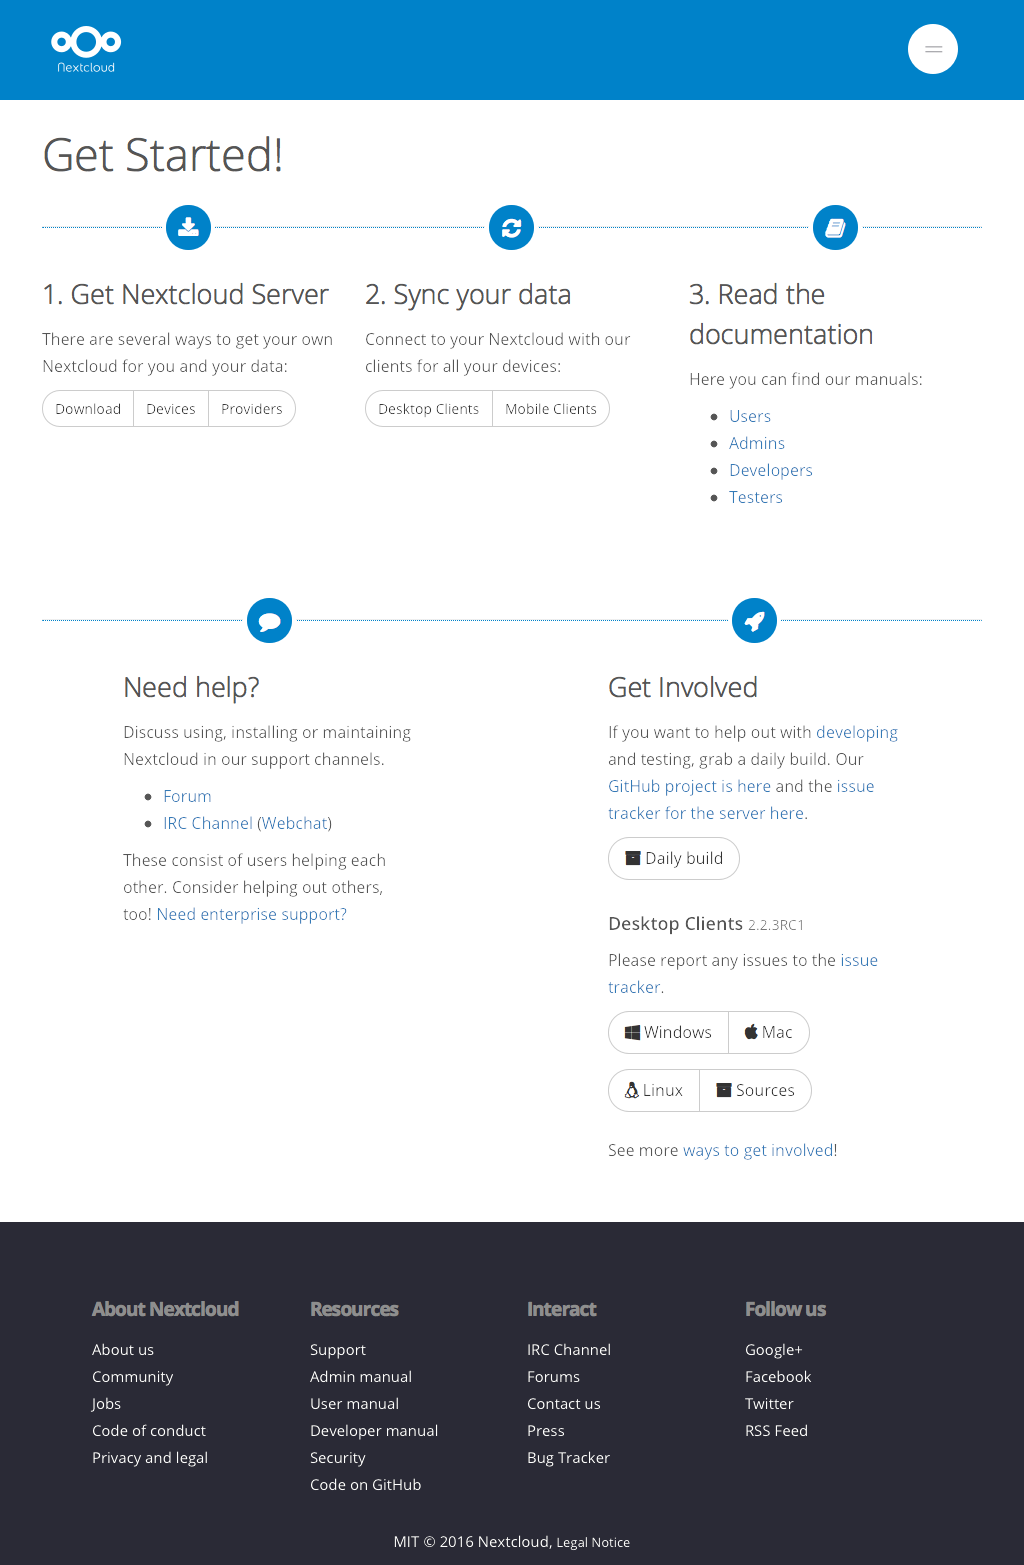 Nextcloud
Get Started!
1. Get Nextcloud Server
There are several ways to get your own
Nextcloud for you and your data:
Download Devices Providers
2. Sync your data
Connect to your Nextcloud with our
clients for all your devices:
Desktop Clients Mobile Clients
3. Read the
documentation
Here you can find our manuals:
Users
Admins
Developers
Testers
Need help?
Discuss using, installing or maintaining
Nextcloud in our support channels.
Forum
IRC Channel (Webchat)
These consist of users helping each
other. Consider helping out others,
too! Need enterprise support?
Get Involved
If you want to help out with developing
and testing, grab a daily build. Our
GitHub project is here and the issue
tracker for the server here.
Daily build
Desktop Clients 2.2.3RC1
Please report any issues to the issue
tracker.
Windows Mac
Linux Sources
See more ways to get involved!
About Nextcloud
About us
Community
Jobs
Code of conduct
Privacy and legal
Resources
Support
Admin manual
User manual
Developer manual
Security
Code on GitHub
Interact
IRC Channel
Forums
Contact us
Press
Bug Tracker
Follow us
Google+
Facebook
Twitter
RSS Feed
MIT © 2016 Nextcloud, Legal Notice